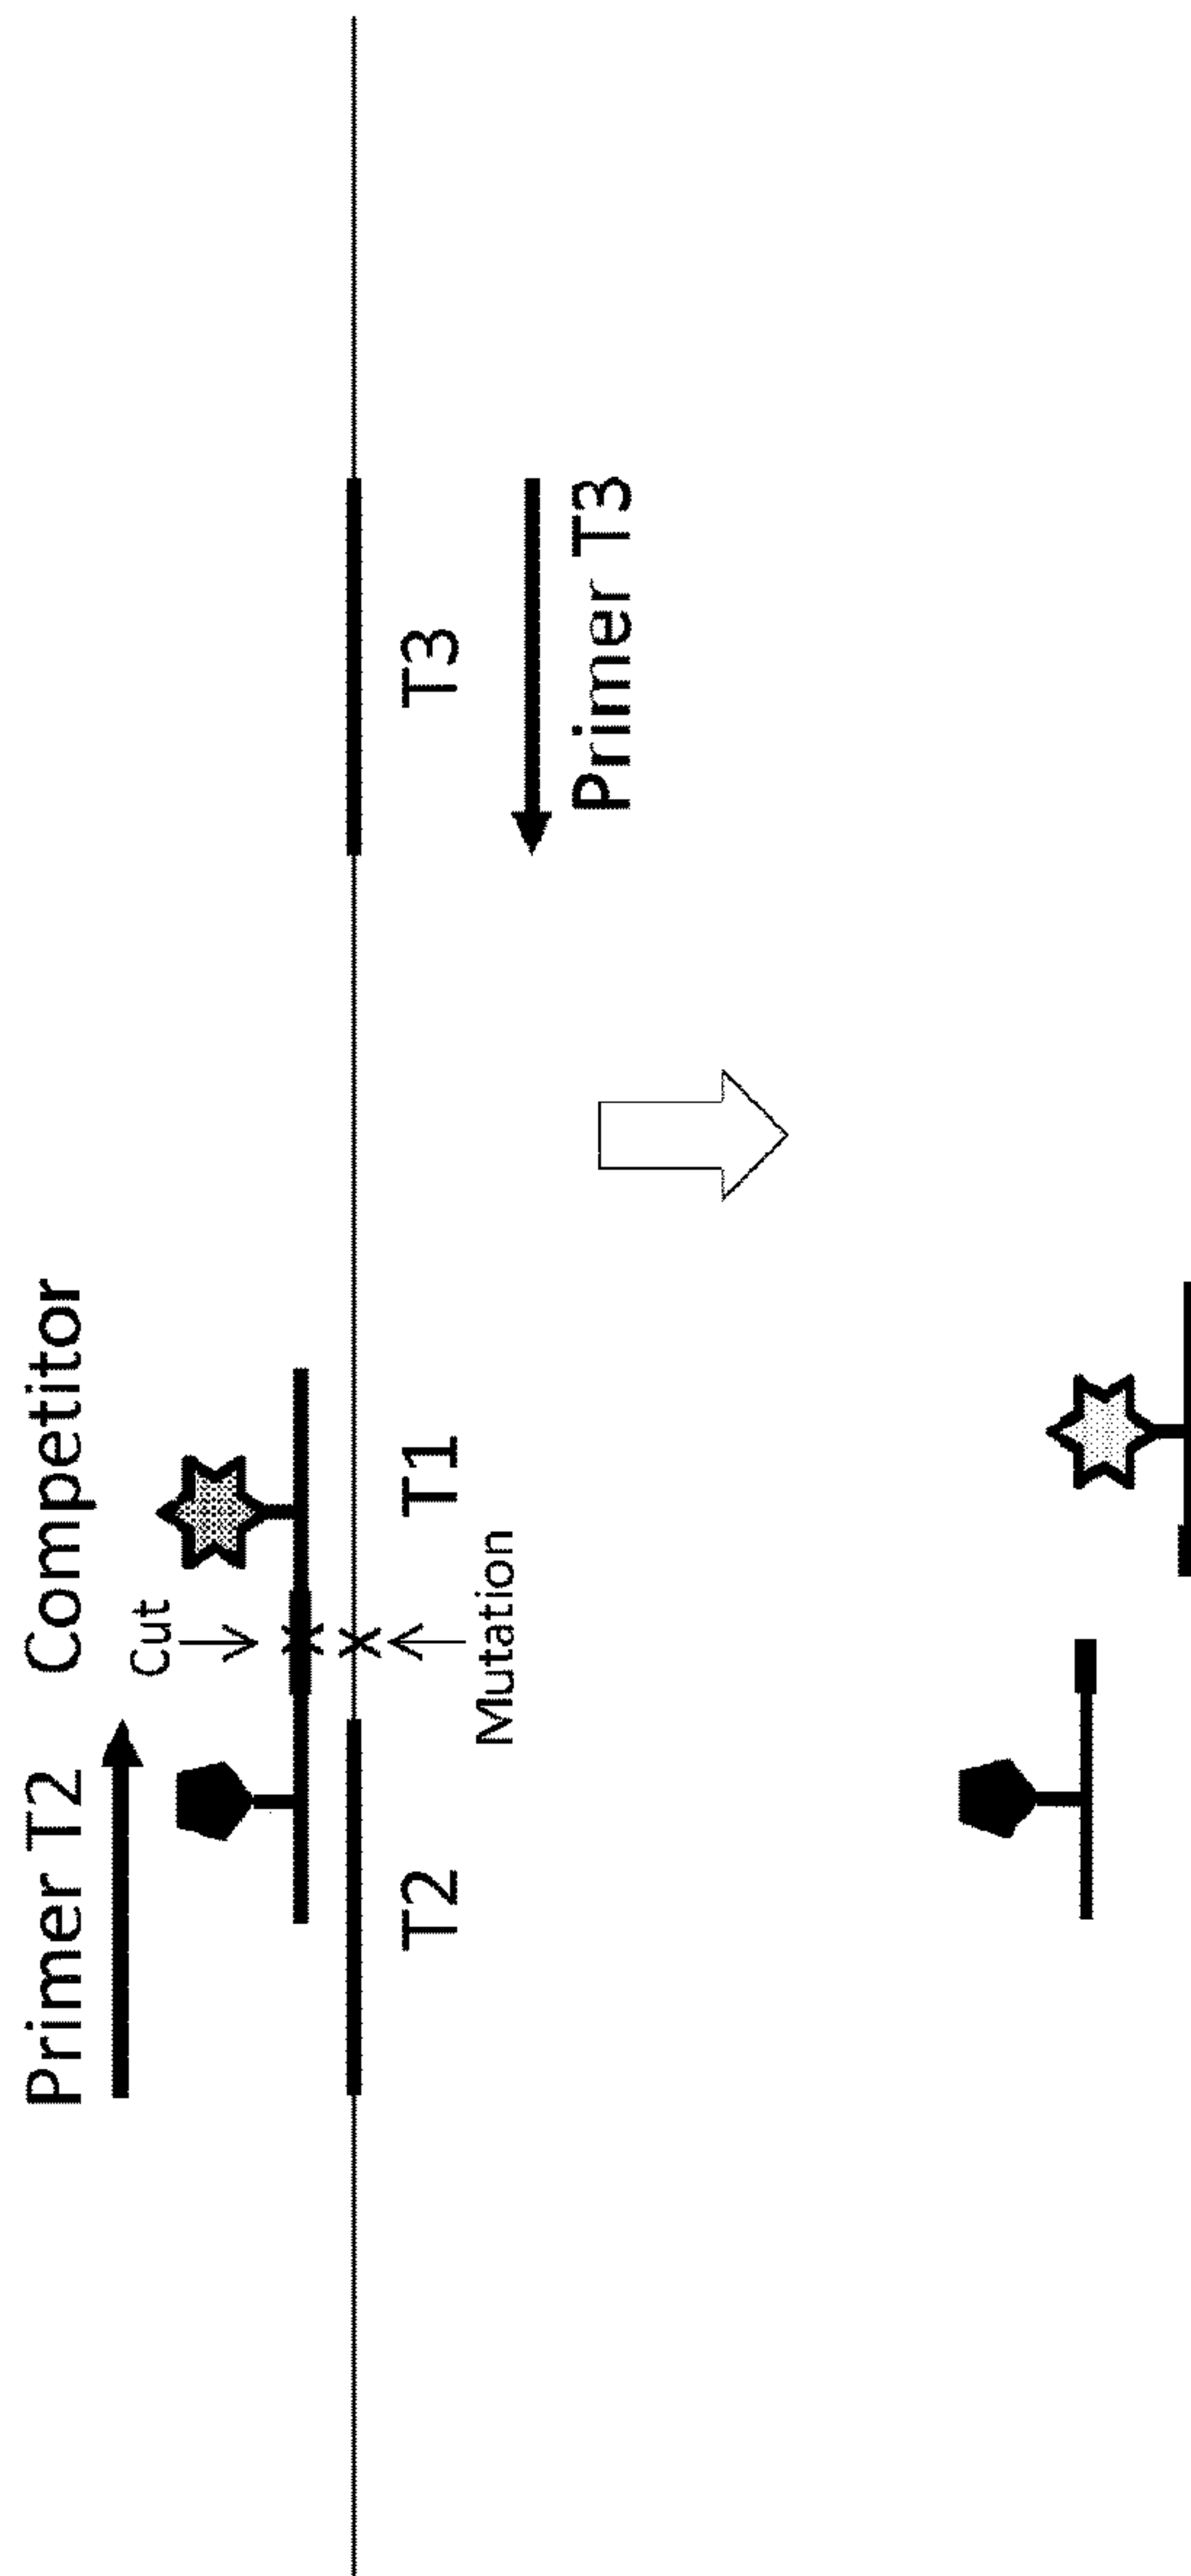 Primer T2
Competitor
Cut
T2
T1
T3
Mutation
Primer T3